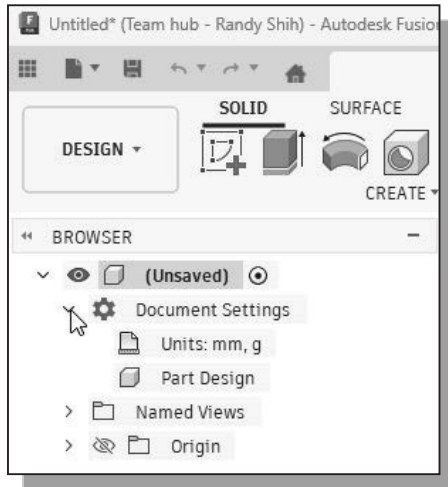 Untitled* (Team hub - Randy Shih) - Autodesk Fusion
SOLID SURFACE
DESIGN
CREATE
BROWSER
(Unsaved)
Document Settings
Units: mm, g
Part Design
Named Views
Origin